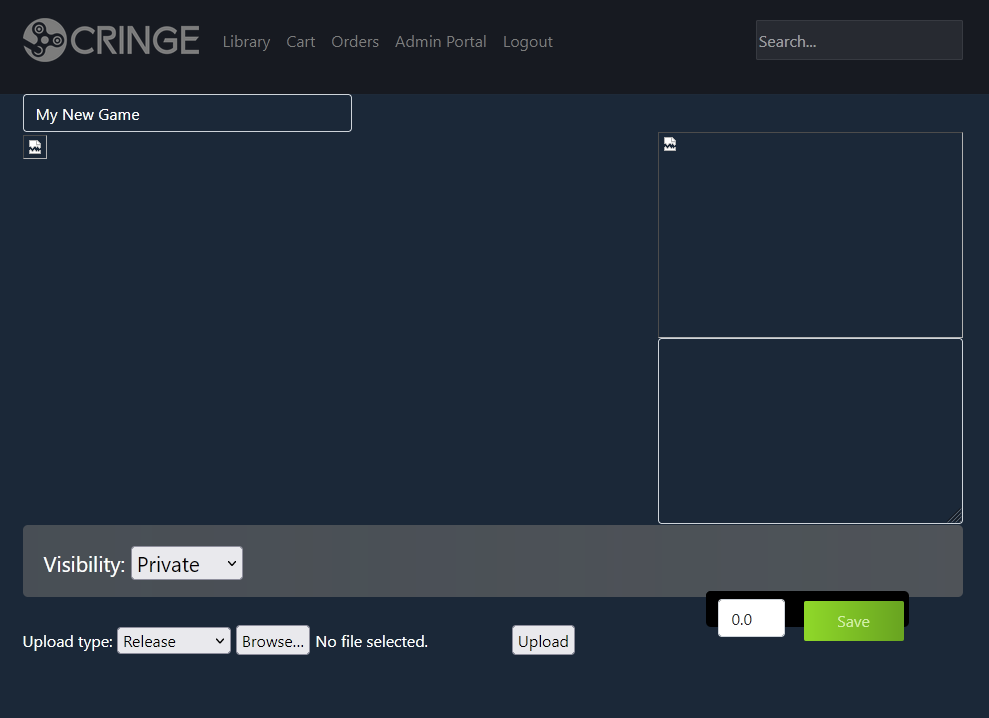 CRINGE Library Cart Orders Admin Portal Logout Search...
My New Game
Visibility: Private
0.0 Save
Upload type: Release Browse... No file selected. Upload